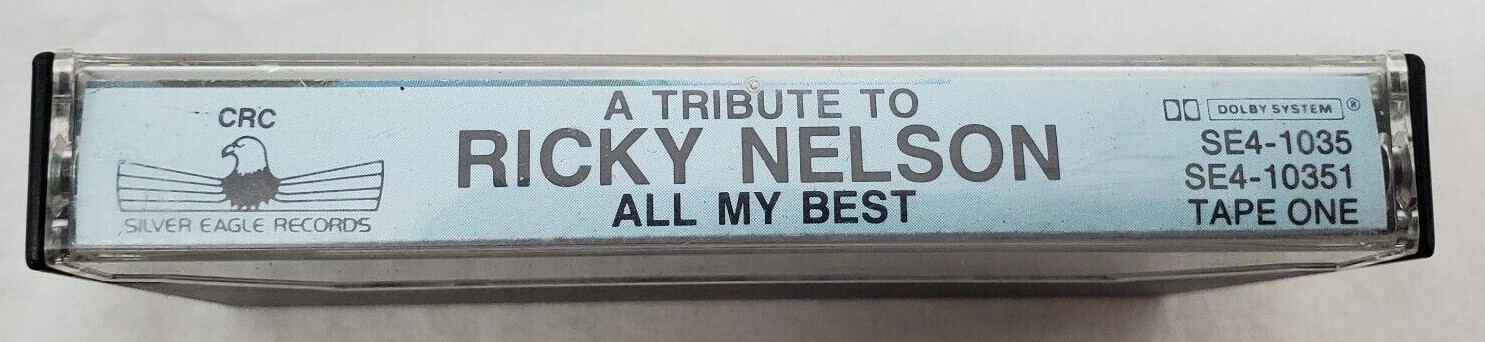 CRC
SILVER EAGLE RECORDS
A TRIBUTE TO
RICKY NELSON
ALL MY BEST
DOLBY SYSTEM ®
SE4-1035
SE4-10351
TAPE ONE